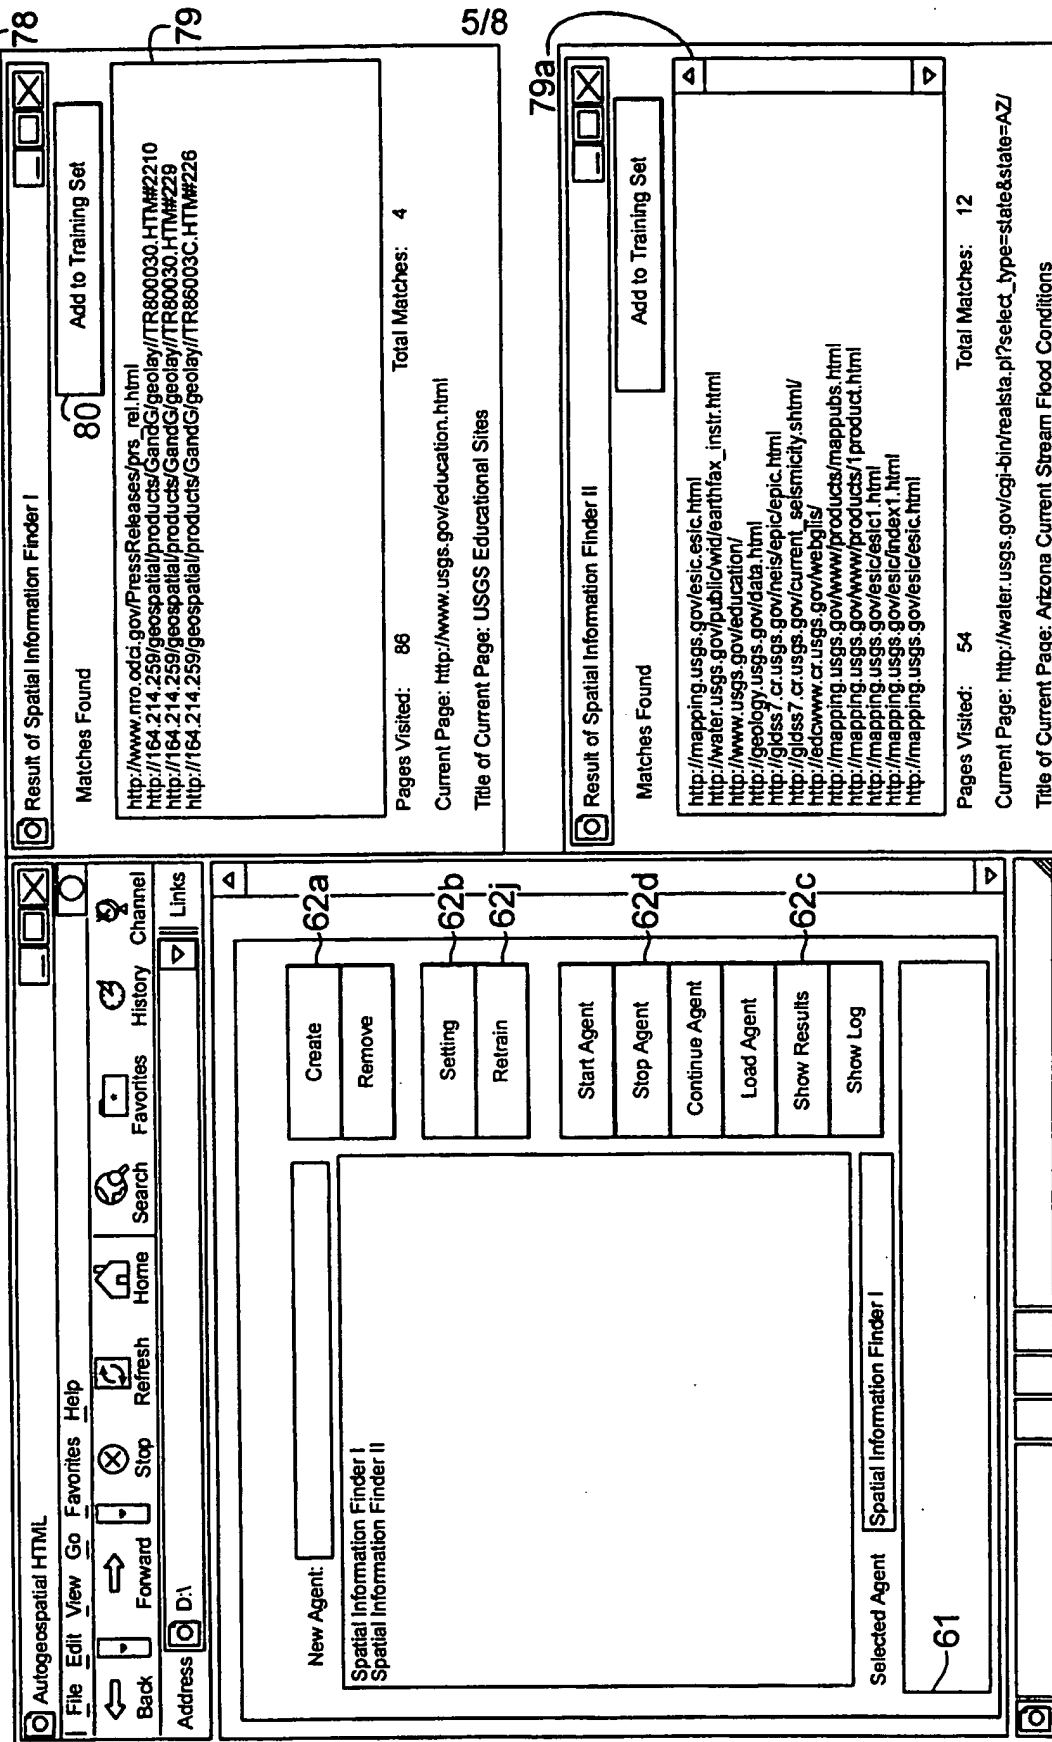 5/8
Autogeospatial HTML
File Edit View Go Favorites Help
Back Forward Stop Refresh Home Search Favorites History Channel
Address D:\ Links
New Agent:
Spatial Information Finder I
Spatial Information Finder II
Selected Agent Spatial Information Finder I
Create
Remove
Setting
Retrain
Start Agent
Stop Agent
Continue Agent
Load Agent
Show Results
Show Log
62a
62b
62j
62d
62c
61
78
Result of Spatial Information Finder I
Matches Found
80
Add to Training Set
79
http://www.nro.odci.gov/PressReleases/prs_rel.html
http://164.214.259/geospatial/products/GandG/geolay//TR80030.HTM#2210
http://164.214.259/geospatial/products/GandG/geolay//TR80030.HTM#229
http://164.214.259/geospatial/products/GandG/geolay//TR86003C.HTM#226
Pages Visited: 86 Total Matches: 4
Current Page: http://www.usgs.gov/education.html
Title of Current Page: USGS Educational Sites
79a
Result of Spatial Information Finder II
Matches Found
Add to Training Set
http://mapping.usgs.gov/esic.esic.html
http://water.usgs.gov/public/wid/earthfax_instr.html
http://www.usgs.gov/education/
http://geology.usgs.gov/data.html
http://gldss7.cr.usgs.gov/neis/epic/epic.html
http://gldss7.cr.usgs.gov/current_seismicity.shtml/
http://edcwww.cr.usgs.gov/webglis/
http://mapping.usgs.gov/www/products/mappubs.html
http://mapping.usgs.gov/www/products/1product.html
http://mapping.usgs.gov/esic/esic1.html
http://mapping.usgs.gov/esic/index1.html
http://mapping.usgs.gov/esic/esic.html
Pages Visited: 54 Total Matches: 12
Current Page: http://water.usgs.gov/cgi-bin/realsta.pl?select_type=state&state=AZ/
Title of Current Page: Arizona Current Stream Flood Conditions